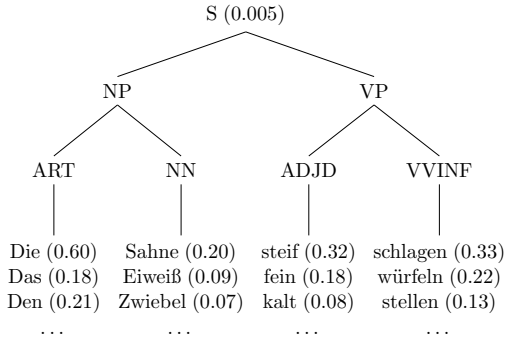 S (0.005)
NP VP
ART NN ADJD VVINF
Die (0.60) Sahne (0.20) steif (0.32) schlagen (0.33)
Das (0.18) Eiweiß (0.09) fein (0.18) würfeln (0.22)
Den (0.21) Zwiebel (0.07) kalt (0.08) stellen (0.13)
... ... ... ...